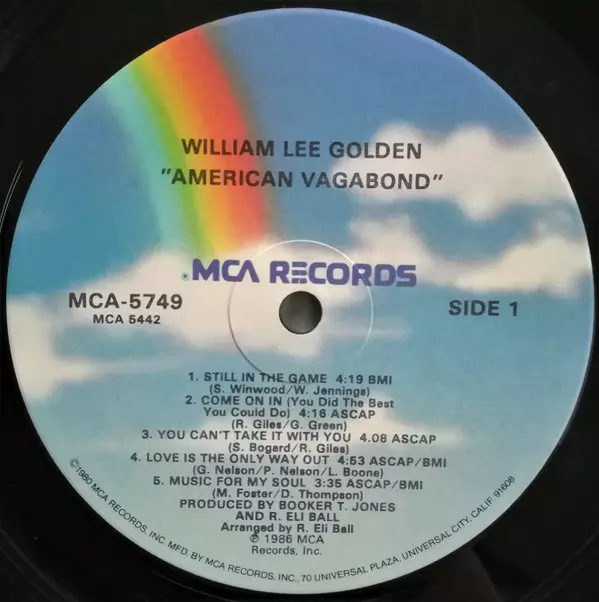 WILLIAM LEE GOLDEN
"AMERICAN VAGABOND"
®MCA RECORDS
MCA-5749
MCA 5442
SIDE 1
1. STILL IN THE GAME 4:19 BMI
(S. Winwood/W. Jennings)
2. COME ON IN (You Did The Best
You Could Do) 4:16 ASCAP
(R. Giles/G. Green)
3. YOU CAN'T TAKE IT WITH YOU 4.08 ASCAP
(S. Bogard/R. Giles)
4. LOVE IS THE ONLY WAY OUT 4:53 ASCAP/BMI
(G. Nelson/P. Nelson/L. Boone)
5. MUSIC FOR MY SOUL 3:35 ASCAP/BMI
(M. Foster/D. Thompson)
PRODUCED BY BOOKER T. JONES
AND R. ELI BALL
Arranged by R. Eli Ball
℗ 1986 MCA
Records, Inc.
©1980 MCA RECORDS, INC. MFD. BY MCA RECORDS, INC., 70 UNIVERSAL PLAZA, UNIVERSAL CITY, CALIF. 91608